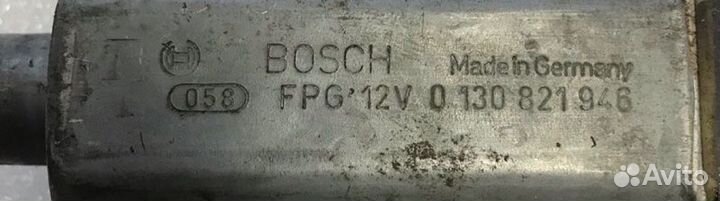 BOSCH Made in Germany
058 FPG 12V 0 130 821 946
Avito